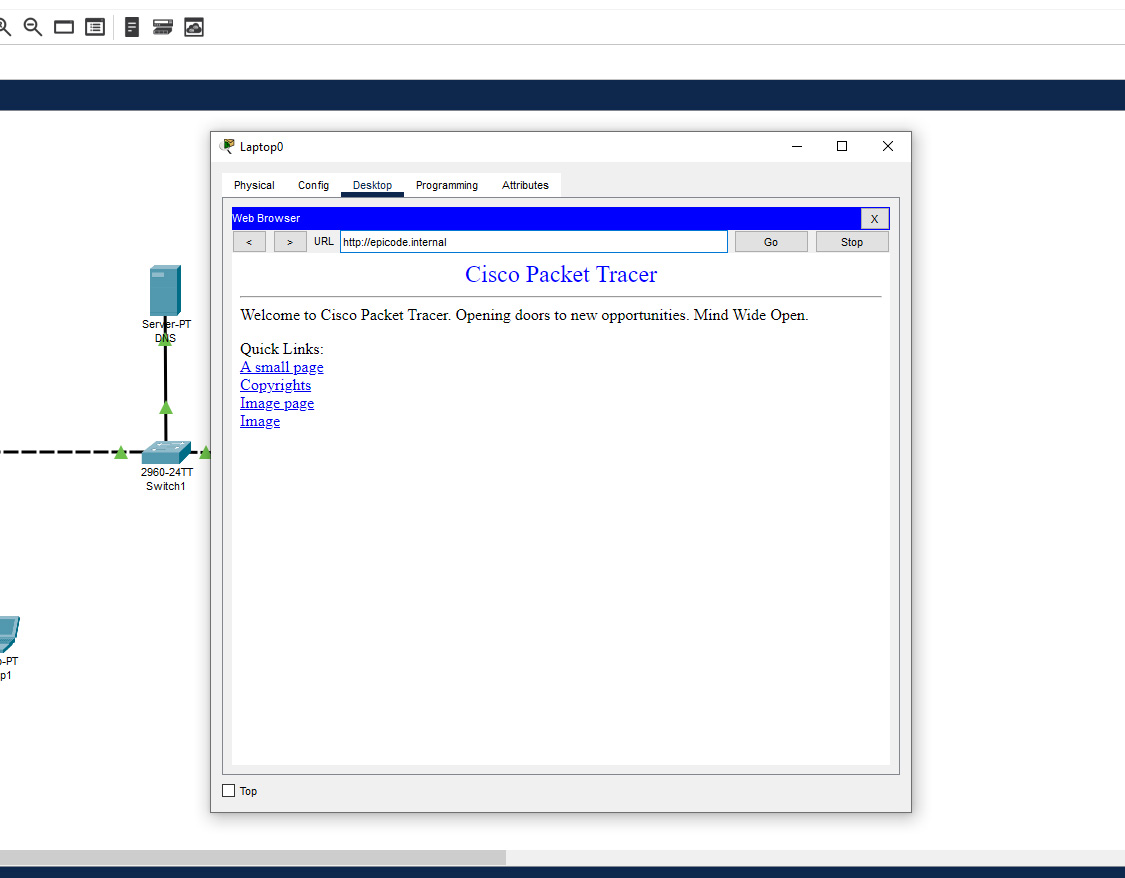 Laptop0
Physical Config Desktop Programming Attributes
Web Browser X
< > URL http://epicode.internal Go Stop
Cisco Packet Tracer
Welcome to Cisco Packet Tracer. Opening doors to new opportunities. Mind Wide Open.
Quick Links:
A small page
Copyrights
Image page
Image
Top
Server-PT
DNS
2960-24TT
Switch1
-PT
p1